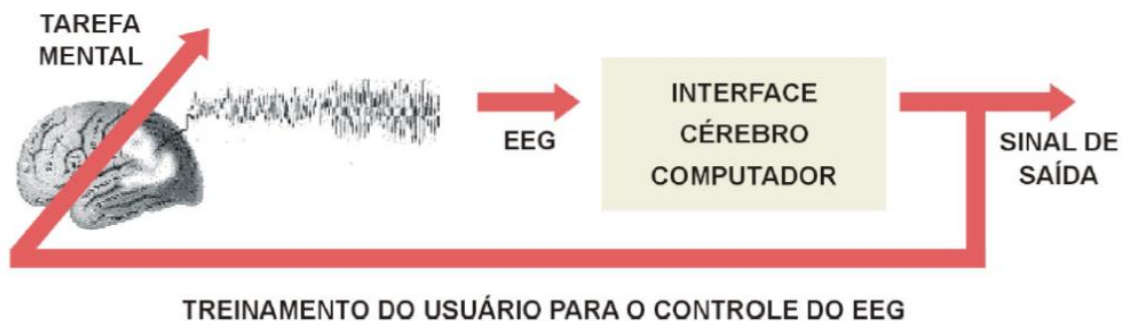 TAREFA
MENTAL
EEG
INTERFACE
CÉREBRO
COMPUTADOR
SINAL DE
SAÍDA
TREINAMENTO DO USUÁRIO PARA O CONTROLE DO EEG